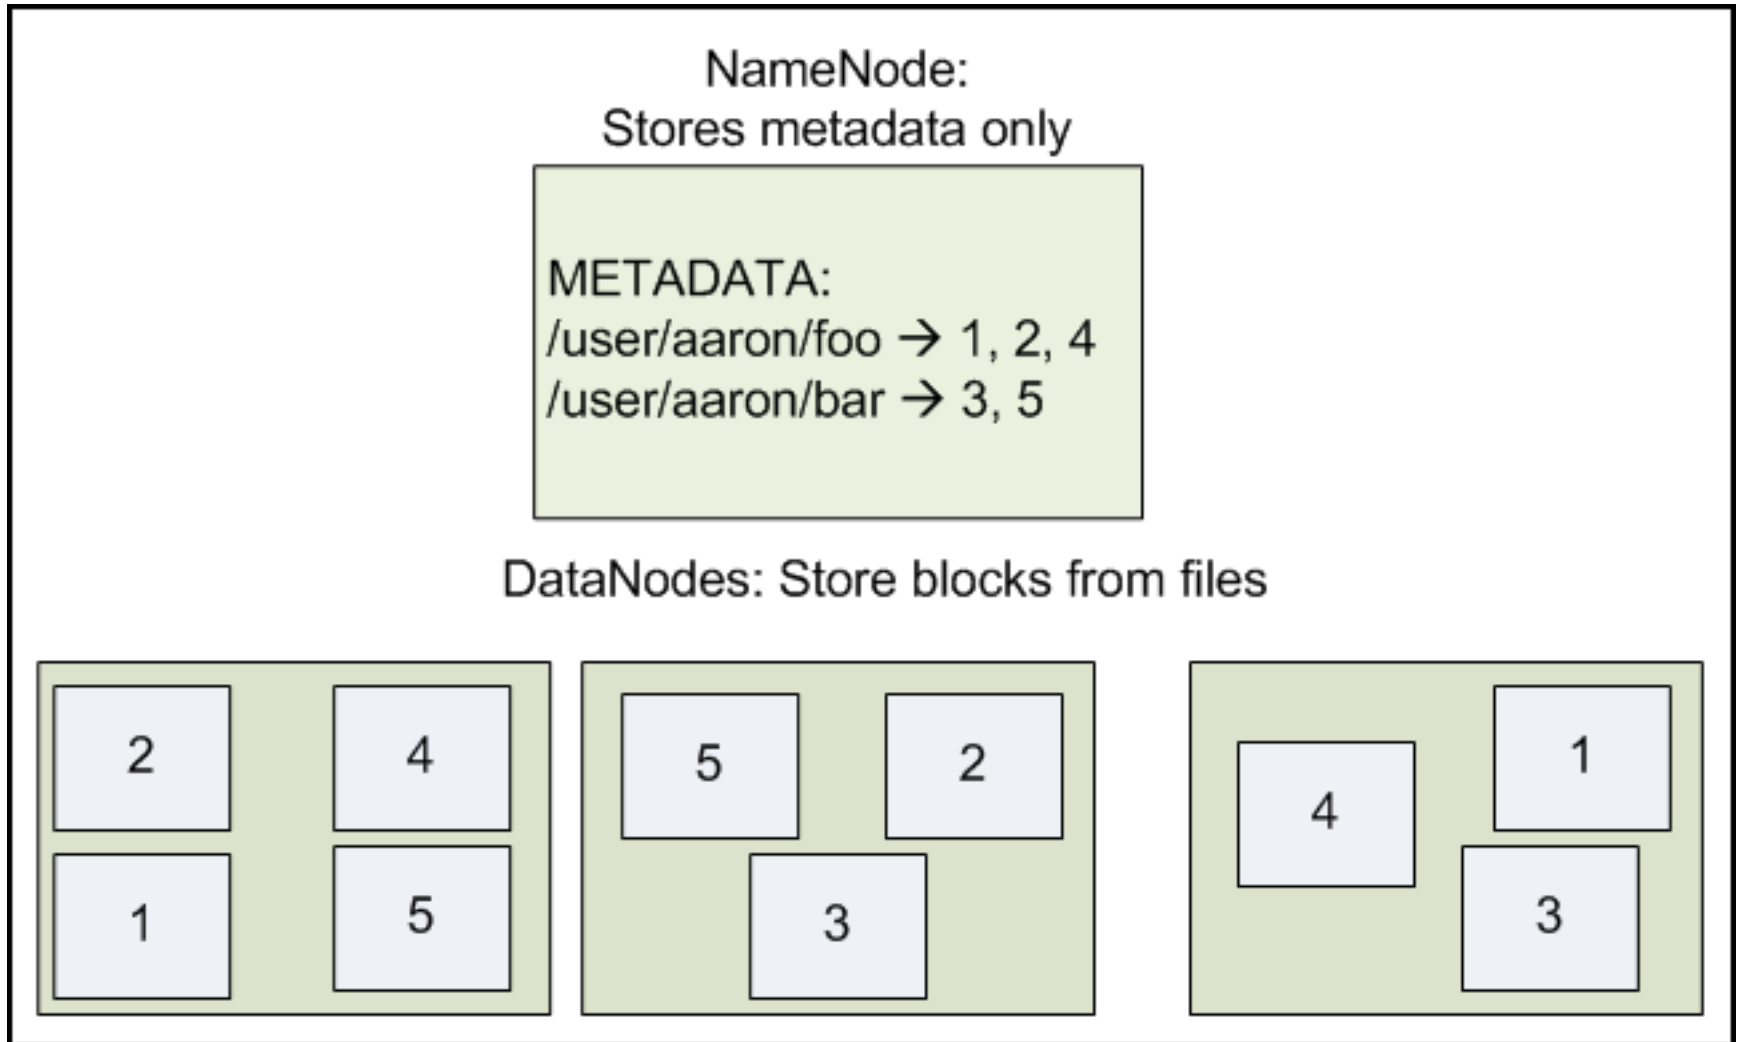 NameNode:
Stores metadata only
METADATA:
/user/aaron/foo → 1, 2, 4
/user/aaron/bar → 3, 5
DataNodes: Store blocks from files
2
4
1
5
5
2
3
4
1
3